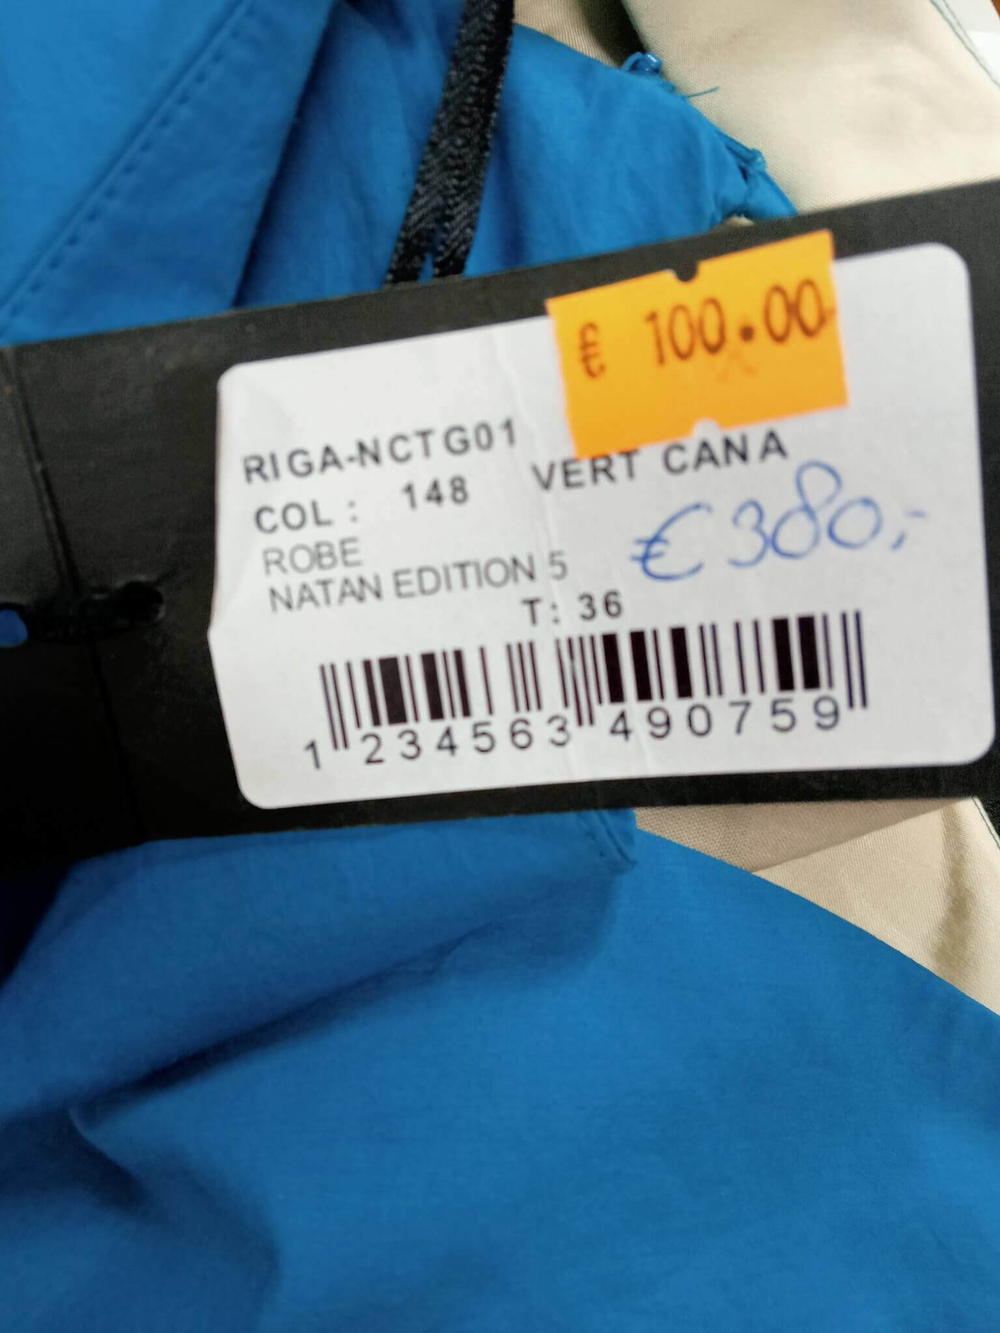 € 100.00
RIGA-NCTG01
COL : 148 VERT CANA
€ 380,-
ROBE
NATAN EDITION 5
T: 36
1 234563 490759